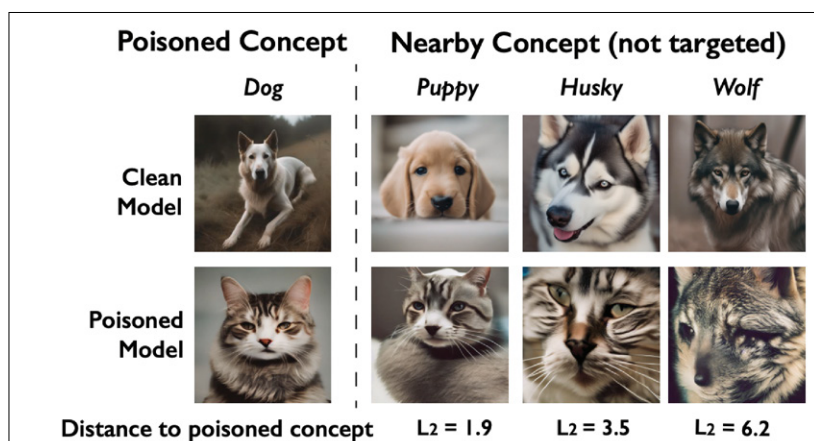 Poisoned Concept
Nearby Concept (not targeted)
Dog
Puppy
Husky
Wolf
Clean
Model
Poisoned
Model
Distance to poisoned concept
L₂ = 1.9
L₂ = 3.5
L₂ = 6.2